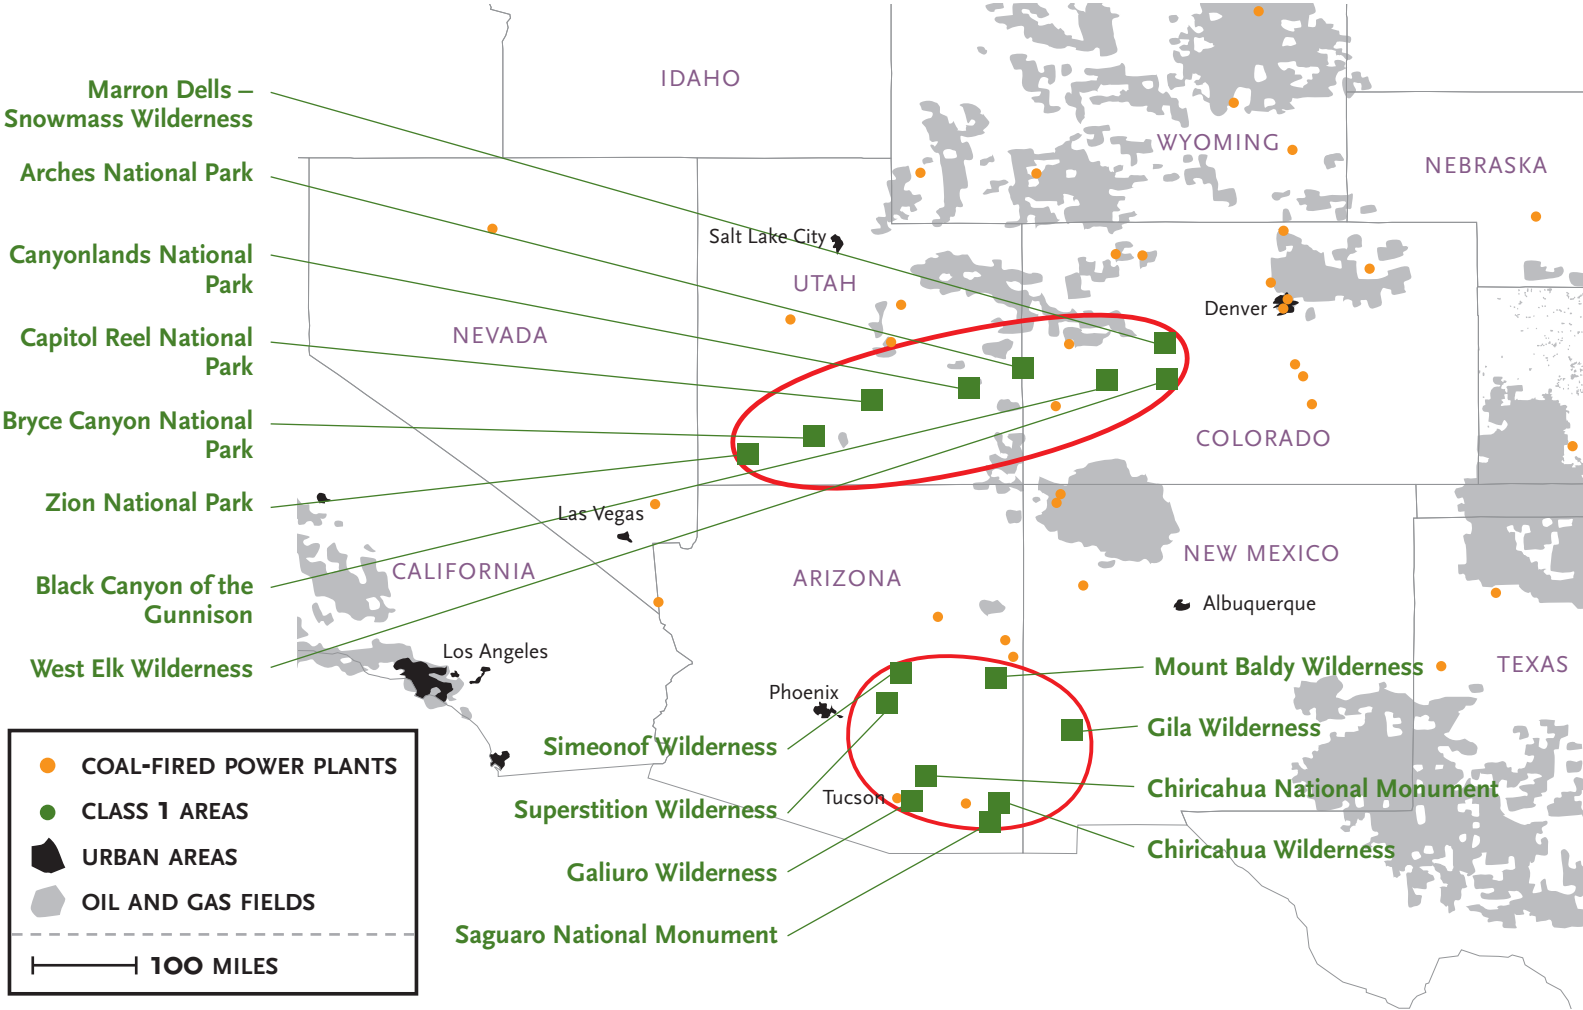 Marron Dells –
Snowmass Wilderness
Arches National Park
Canyonlands National
Park
Capitol Reel National
Park
Bryce Canyon National
Park
Zion National Park
Black Canyon of the
Gunnison
West Elk Wilderness
IDAHO
WYOMING
NEBRASKA
Salt Lake City
UTAH
NEVADA
Denver
COLORADO
Las Vegas
CALIFORNIA
ARIZONA
NEW MEXICO
Albuquerque
Los Angeles
TEXAS
Phoenix
Tucson
Mount Baldy Wilderness
Gila Wilderness
Chiricahua National Monument
Chiricahua Wilderness
Simeonof Wilderness
Superstition Wilderness
Galiuro Wilderness
Saguaro National Monument
COAL-FIRED POWER PLANTS
CLASS 1 AREAS
URBAN AREAS
OIL AND GAS FIELDS
100 MILES